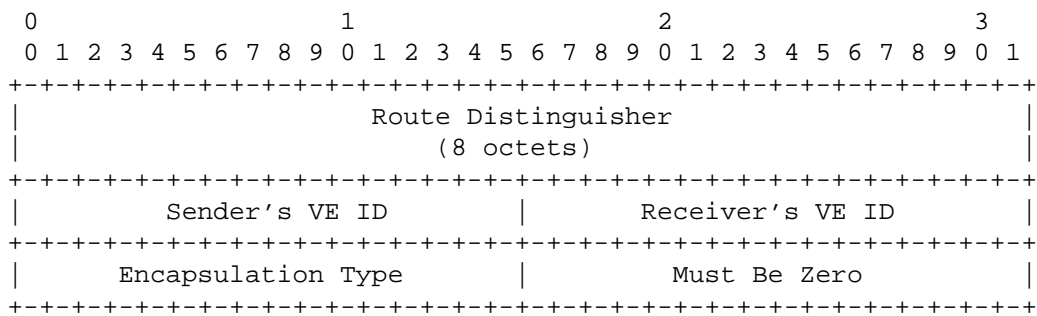 0                   1                   2                   3
 0 1 2 3 4 5 6 7 8 9 0 1 2 3 4 5 6 7 8 9 0 1 2 3 4 5 6 7 8 9 0 1
+-+-+-+-+-+-+-+-+-+-+-+-+-+-+-+-+-+-+-+-+-+-+-+-+-+-+-+-+-+-+-+-+
|                      Route Distinguisher                      |
|                          (8 octets)                           |
+-+-+-+-+-+-+-+-+-+-+-+-+-+-+-+-+-+-+-+-+-+-+-+-+-+-+-+-+-+-+-+-+
|         Sender's VE ID        |       Receiver's VE ID        |
+-+-+-+-+-+-+-+-+-+-+-+-+-+-+-+-+-+-+-+-+-+-+-+-+-+-+-+-+-+-+-+-+
|      Encapsulation Type       |         Must Be Zero          |
+-+-+-+-+-+-+-+-+-+-+-+-+-+-+-+-+-+-+-+-+-+-+-+-+-+-+-+-+-+-+-+-+